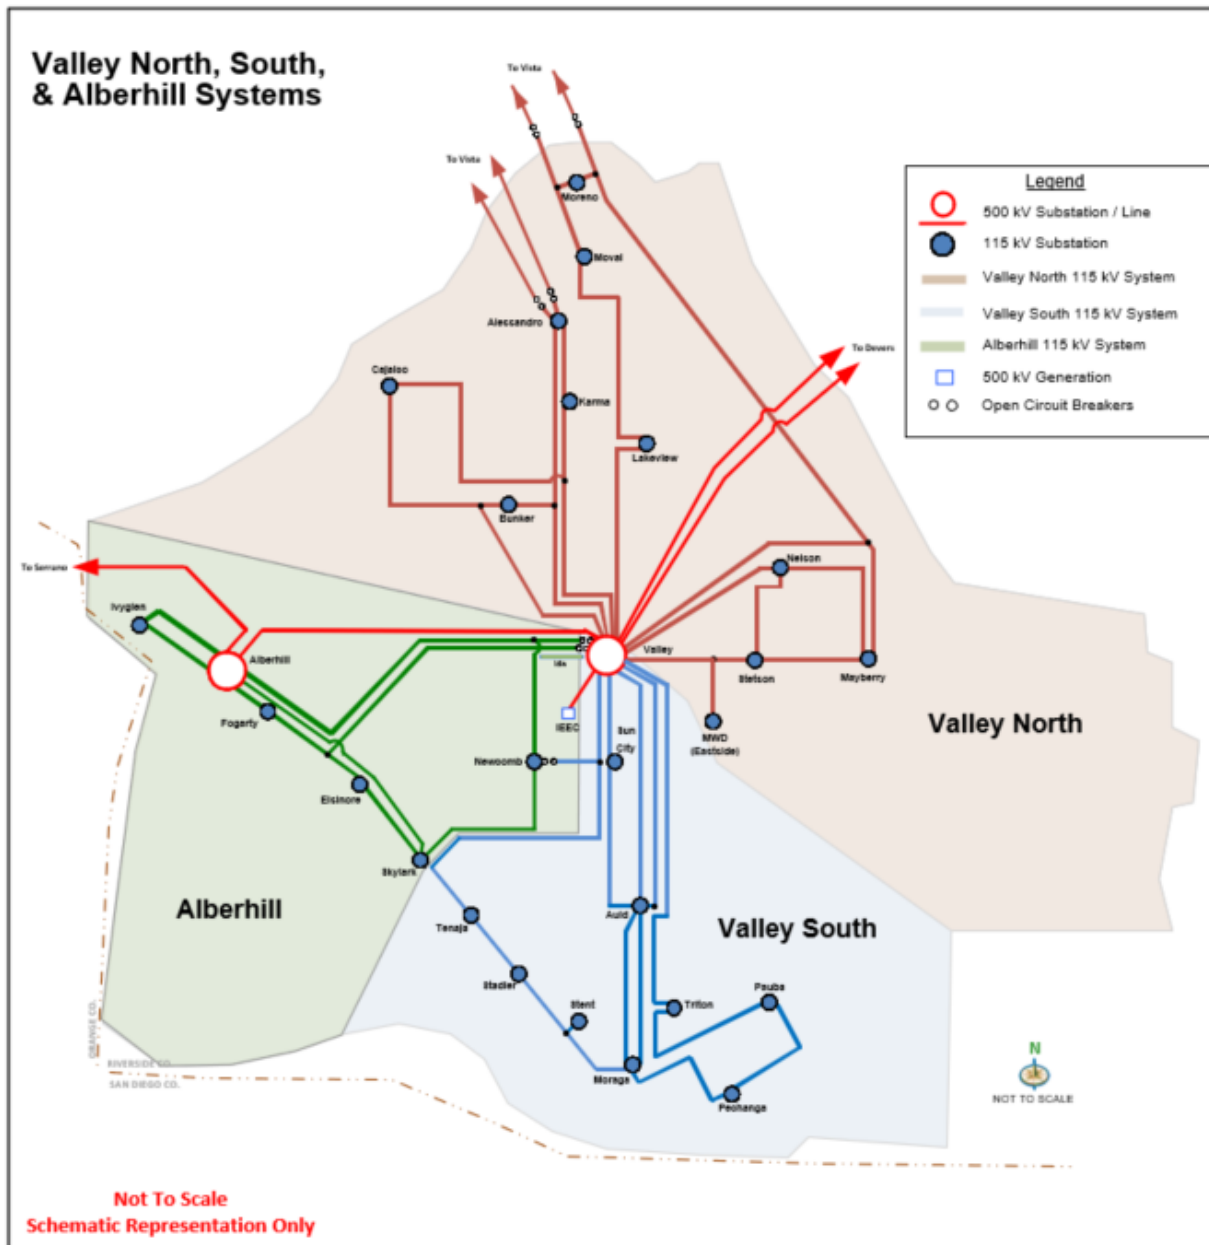 Valley North, South,
& Alberhill Systems
To Vista
To Vista
Moreno
Moval
Alessandro
Cajalco
Karma
Lakeview
Bunker
To Devers
Legend
500 kV Substation / Line
115 kV Substation
Valley North 115 kV System
Valley South 115 kV System
Alberhill 115 kV System
500 kV Generation
Open Circuit Breakers
To Serrano
Ivyglen
Alberhill
Fogarty
Elsinore
Skylark
Newcomb
Ida
IEEC
Sun
City
Valley
Nelson
Stetson
Mayberry
MWD
(Eastside)
Valley North
Alberhill
Valley South
Tenaja
Stadler
Stent
Auld
Triton
Pauba
Moraga
Pechanga
ORANGE CO.
RIVERSIDE CO.
SAN DIEGO CO.
N
NOT TO SCALE
Not To Scale
Schematic Representation Only